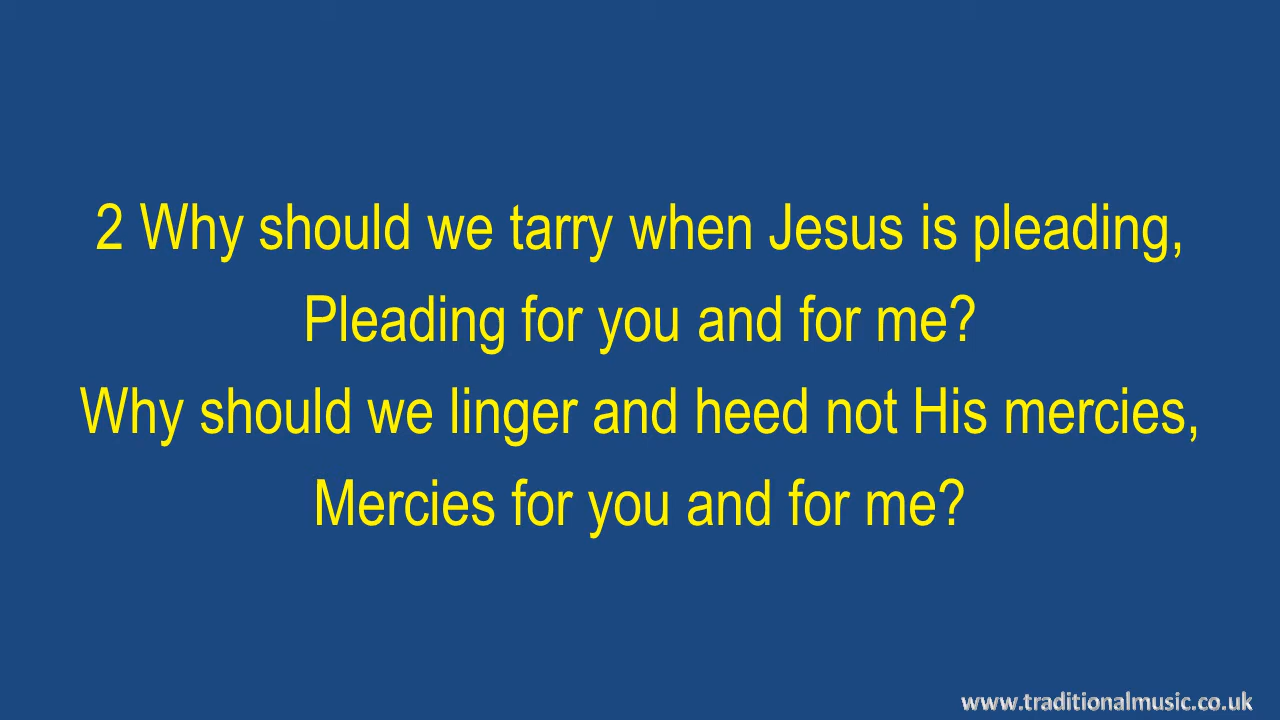 2 Why should we tarry when Jesus is pleading,
Pleading for you and for me?
Why should we linger and heed not His mercies,
Mercies for you and for me?
www.traditionalmusic.co.uk